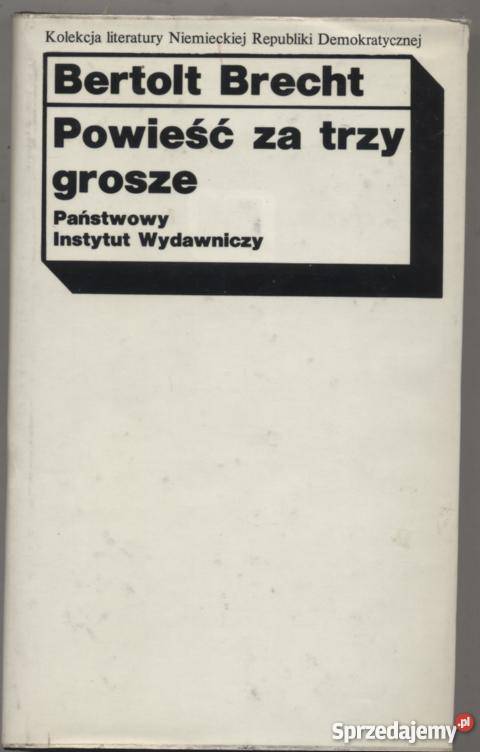 Kolekcja literatury Niemieckiej Republiki Demokratycznej
Bertolt Brecht
Powieść za trzy
grosze
Państwowy
Instytut Wydawniczy
Sprzedajemy.pl